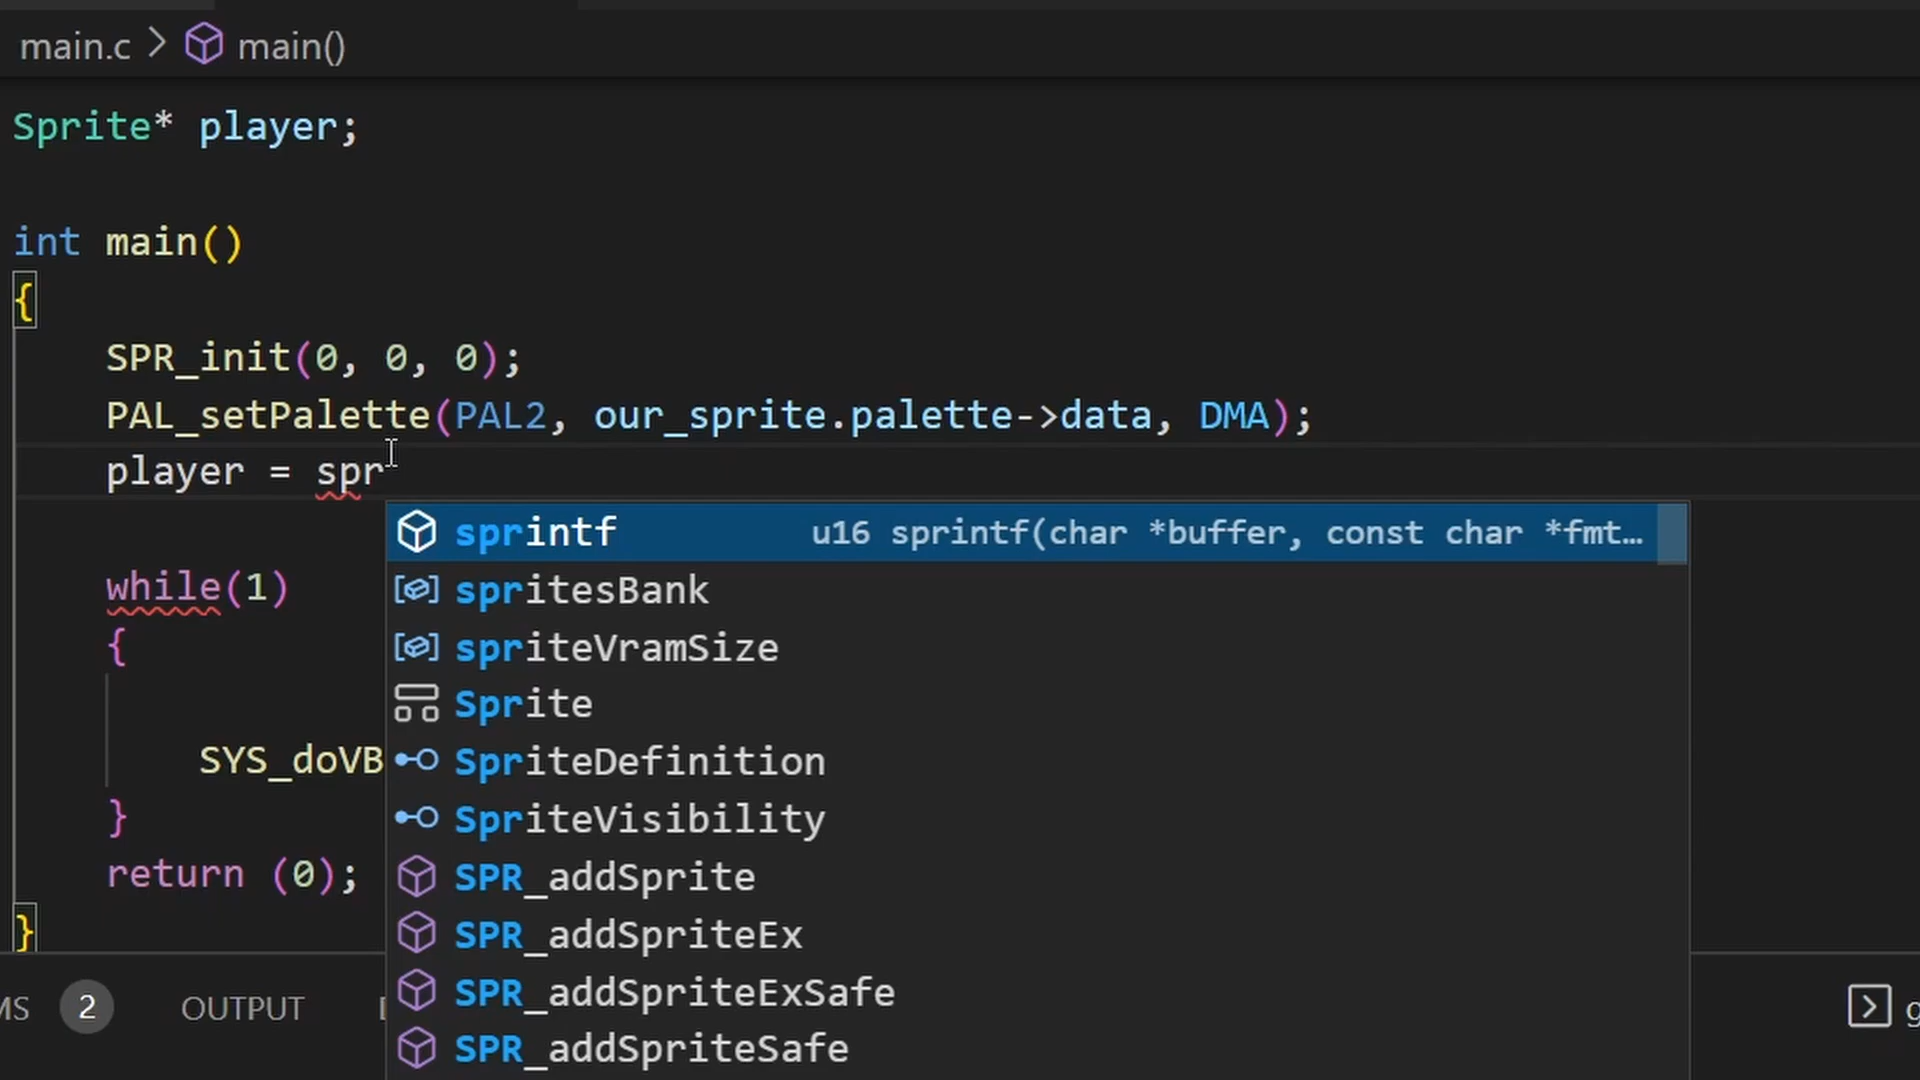 main.c > main()
Sprite* player;
int main()
{
SPR_init(0, 0, 0);
PAL_setPalette(PAL2, our_sprite.palette->data, DMA);
player = spr
sprintf u16 sprintf(char *buffer, const char *fmt…
spritesBank
while(1)
{
spriteVramSize
Sprite
SYS_doVB
SpriteDefinition
}
SpriteVisibility
return (0);
SPR_addSprite
}
SPR_addSpriteEx
SPR_addSpriteExSafe
SPR_addSpriteSafe
MS 2 OUTPUT